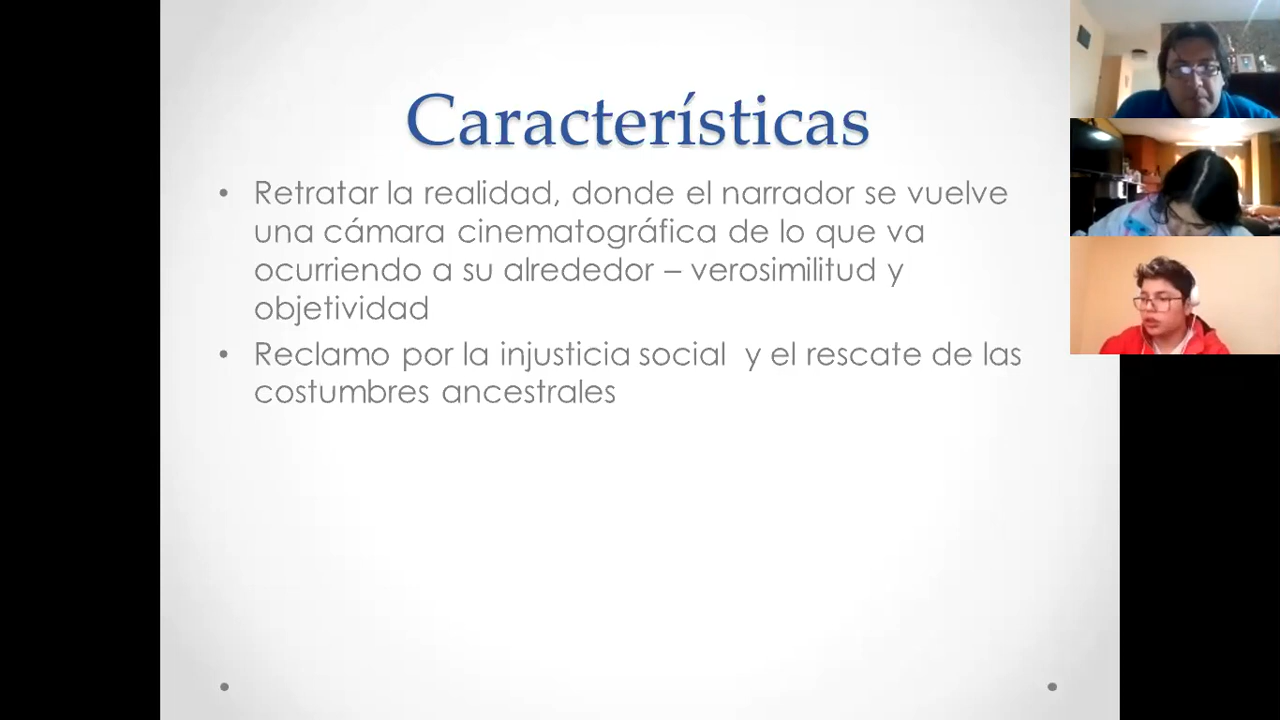 Características
• Retratar la realidad, donde el narrador se vuelve
una cámara cinematográfica de lo que va
ocurriendo a su alrededor – verosimilitud y
objetividad
• Reclamo por la injusticia social y el rescate de las
costumbres ancestrales